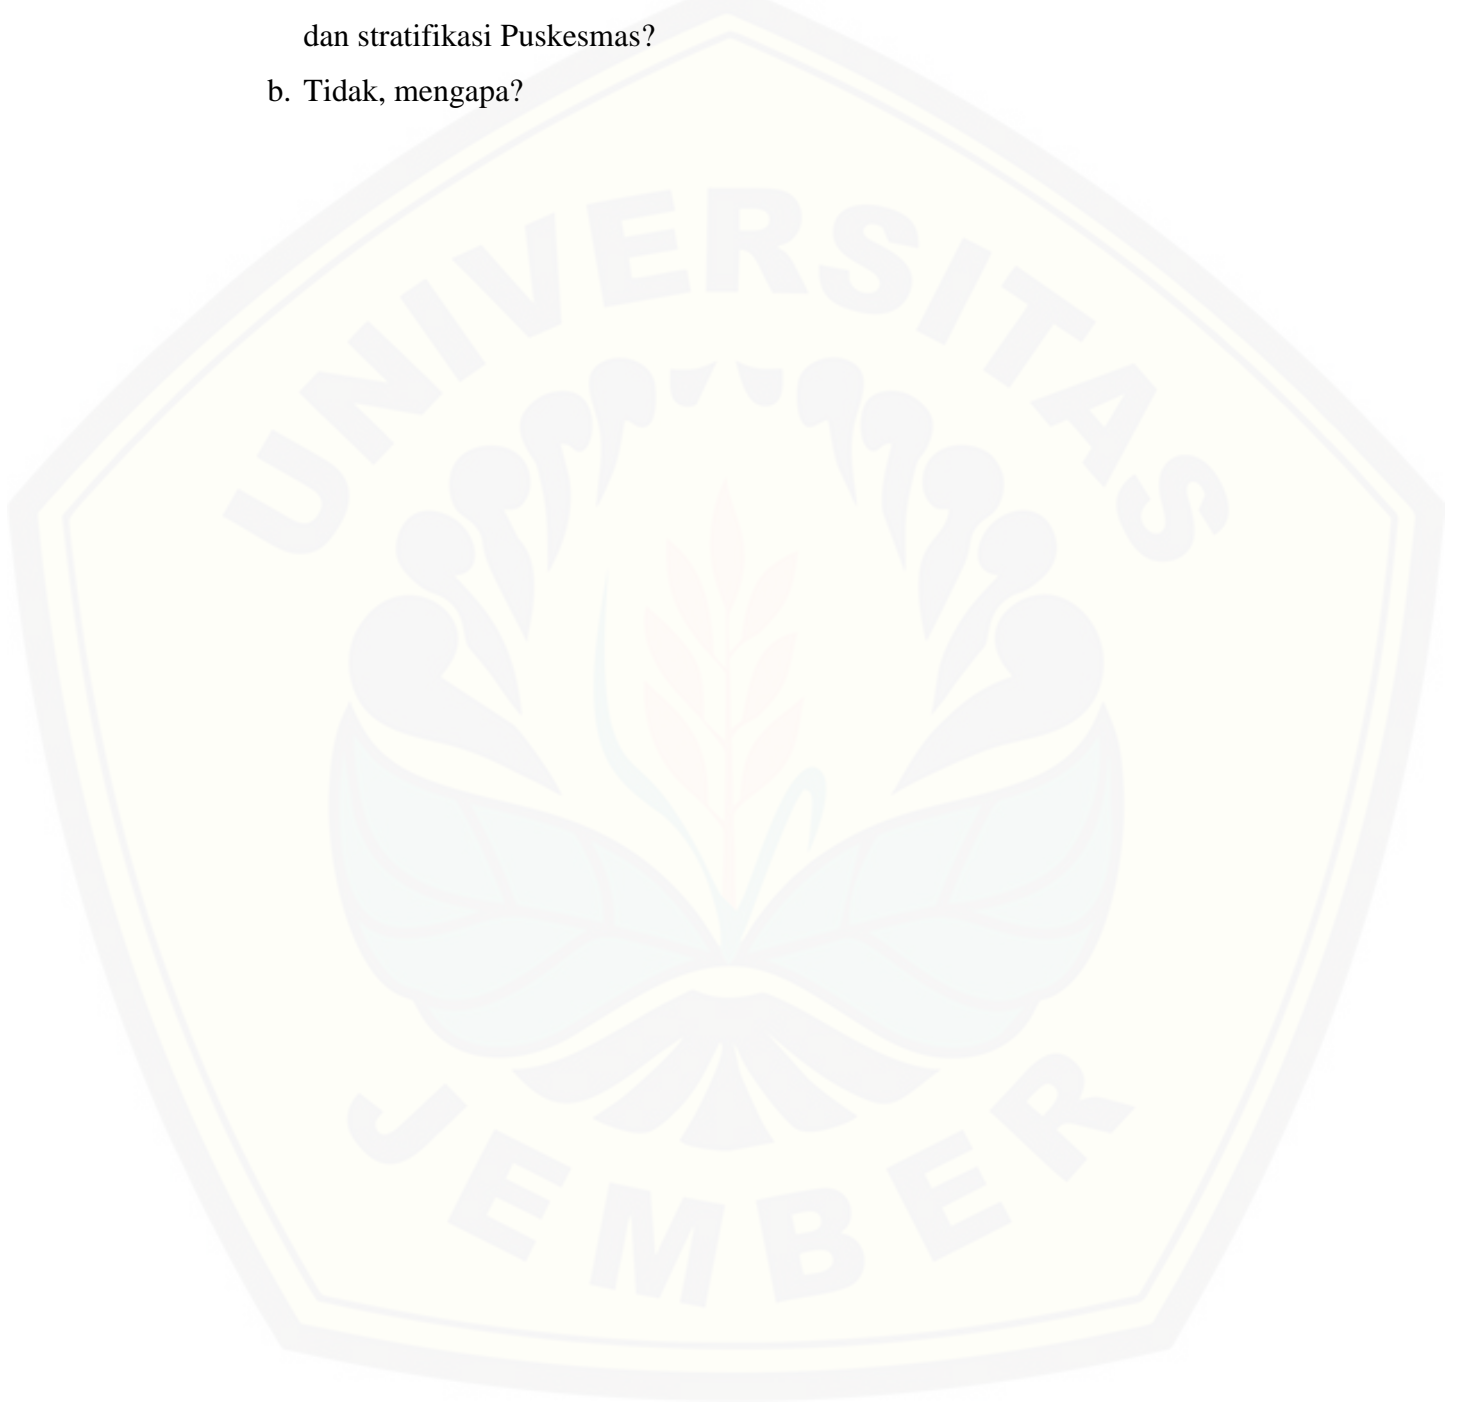 dan stratifikasi Puskesmas?
b. Tidak, mengapa?
UNIVERSITAS
JEMBER